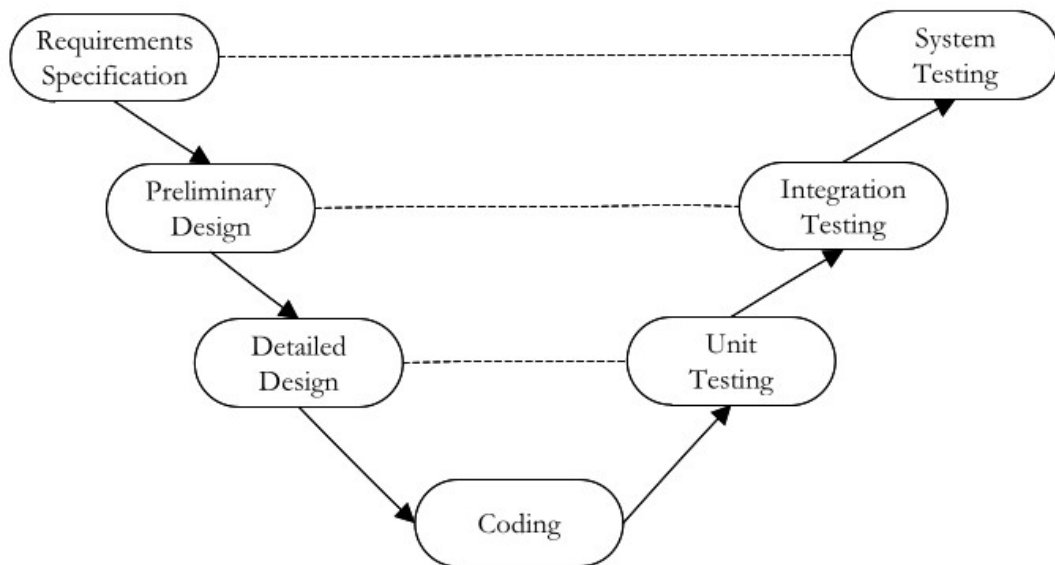 Requirements
Specification
System
Testing
Preliminary
Design
Integration
Testing
Detailed
Design
Unit
Testing
Coding